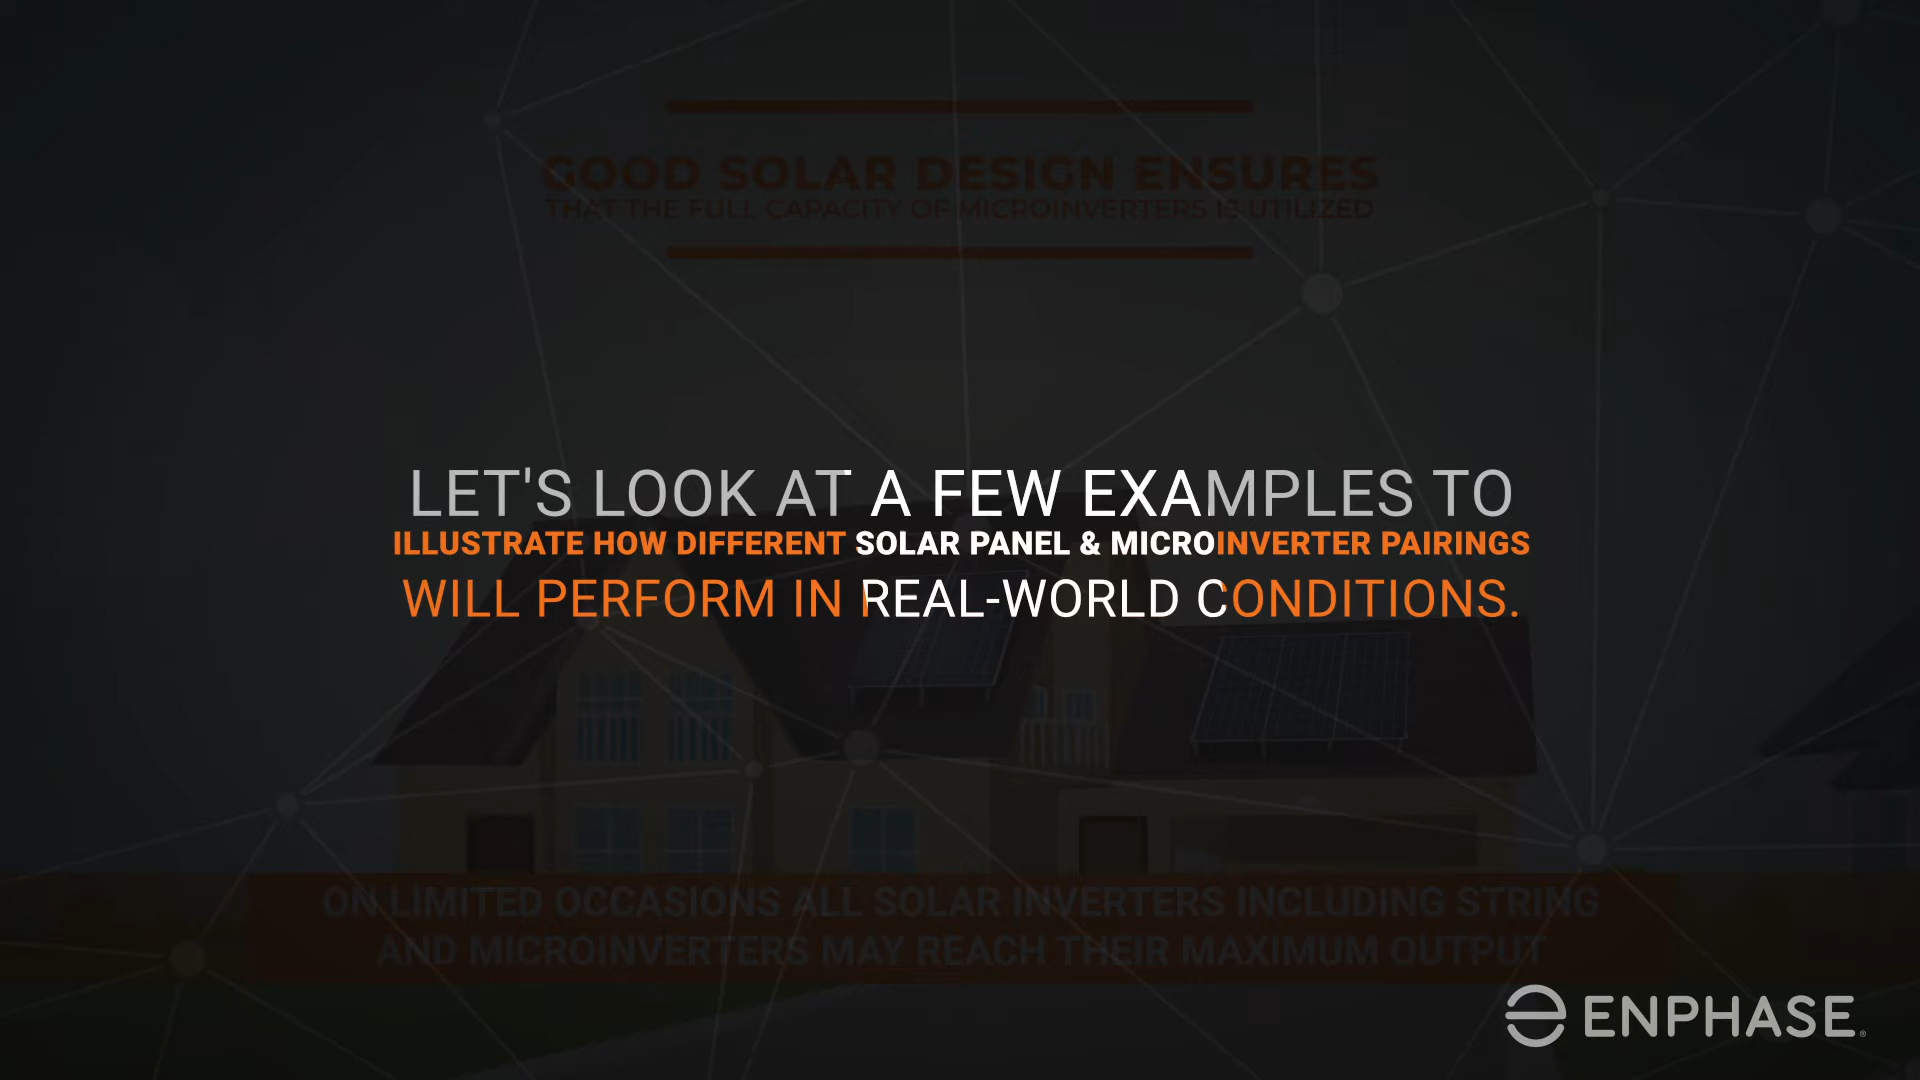 GOOD SOLAR DESIGN ENSURES
THAT THE FULL CAPACITY OF MICROINVERTERS IS UTILIZED
LET'S LOOK AT A FEW EXAMPLES TO
ILLUSTRATE HOW DIFFERENT SOLAR PANEL & MICROINVERTER PAIRINGS
WILL PERFORM IN REAL-WORLD CONDITIONS.
ON LIMITED OCCASIONS ALL SOLAR INVERTERS INCLUDING STRING
AND MICROINVERTERS MAY REACH THEIR MAXIMUM OUTPUT
ENPHASE®